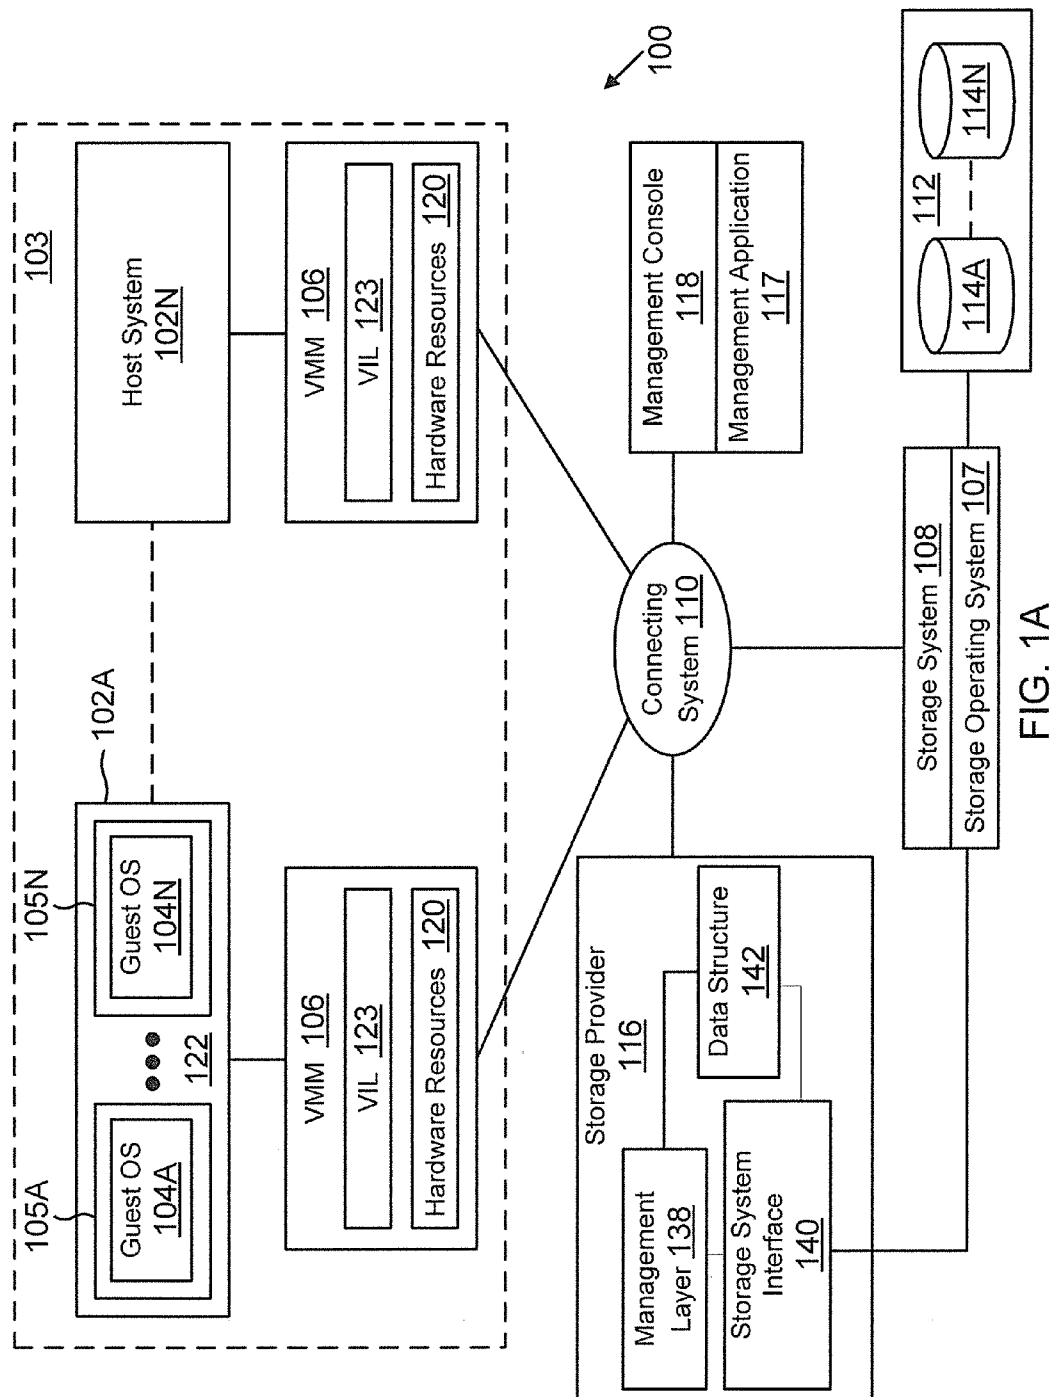 103
105A
105N
102A
Guest OS
104A
122
Guest OS
104N
Host System
102N
VMM 106
VIL 123
Hardware Resources 120
VMM 106
VIL 123
Hardware Resources 120
100
Storage Provider
116
Management
Layer 138
Data Structure
142
Storage System
Interface
140
Connecting
System 110
Management Console
118
Management Application
117
Storage System 108
Storage Operating System 107
112
114A
114N
FIG. 1A